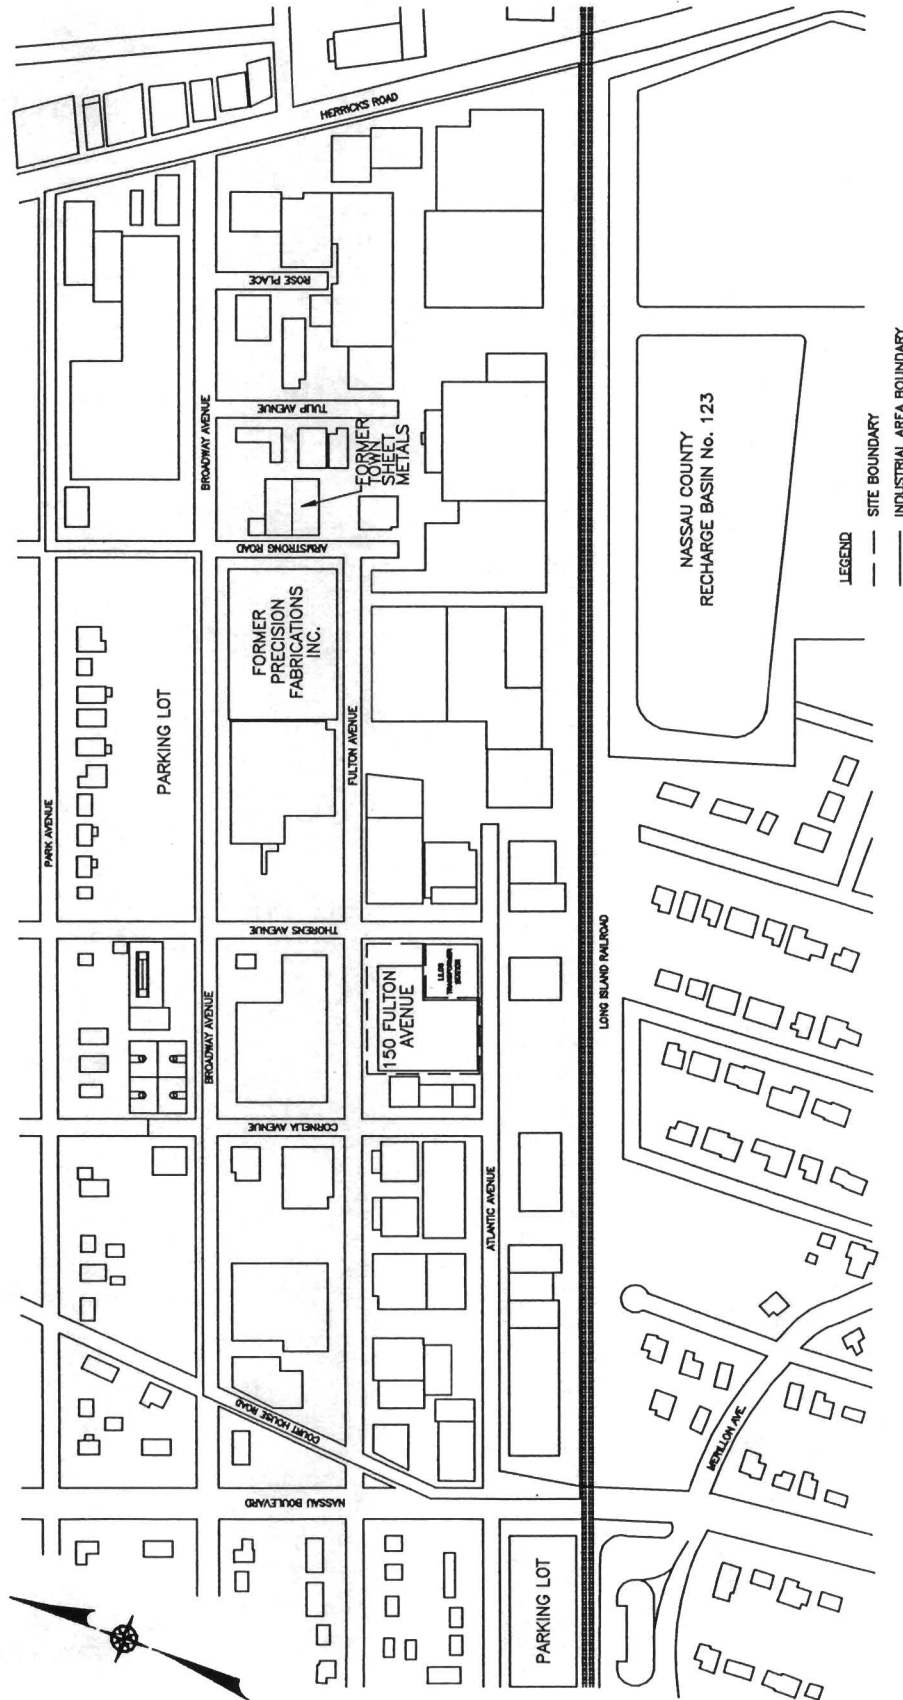 HERRICKS ROAD
ROSE PLACE
BROADWAY AVENUE
TULIP AVENUE
FORMER
TOWN
SHEET
METALS
ARMSTRONG ROAD
NASSAU COUNTY
RECHARGE BASIN No. 123
LEGEND
SITE BOUNDARY
INDUSTRIAL AREA BOUNDARY
FORMER
PRECISION
FABRICATIONS
INC.
PARKING LOT
FULTON AVENUE
PARK AVENUE
THORENS AVENUE
LONG ISLAND RAILROAD
150 FULTON
AVENUE
TRANSFORMER
STATION
BROADWAY AVENUE
CORNELIA AVENUE
ATLANTIC AVENUE
COURT HOUSE ROAD
MERILLON AVE.
NASSAU BOULEVARD
PARKING LOT